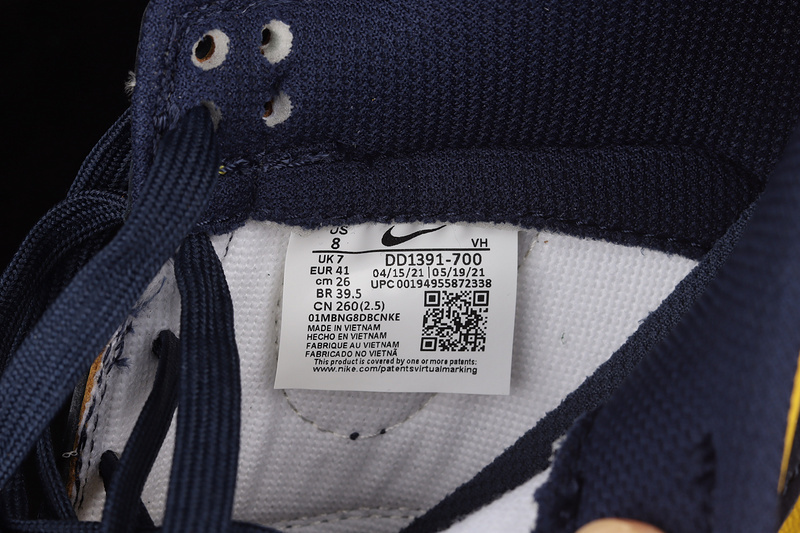 US
8
VH
UK 7
DD1391-700
EUR 41
04/15/21 | 05/19/21
cm 26
UPC 00194955872338
BR 39.5
CN 260(2.5)
01MBNG8DBCNKE
MADE IN VIETNAM
HECHO EN VIETNAM
FABRIQUE AU VIETNAM
FABRICADO NO VIETNÃ
This product is covered by one or more patents:
www.nike.com/patentsvirtualmarking